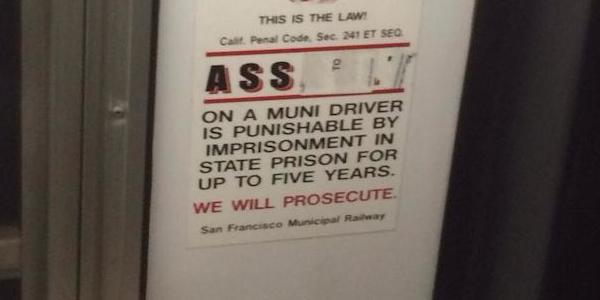 THIS IS THE LAW!
Calif. Penal Code, Sec. 241 ET SEQ.
ASS TO
ON A MUNI DRIVER
IS PUNISHABLE BY
IMPRISONMENT IN
STATE PRISON FOR
UP TO FIVE YEARS.
WE WILL PROSECUTE.
San Francisco Municipal Railway